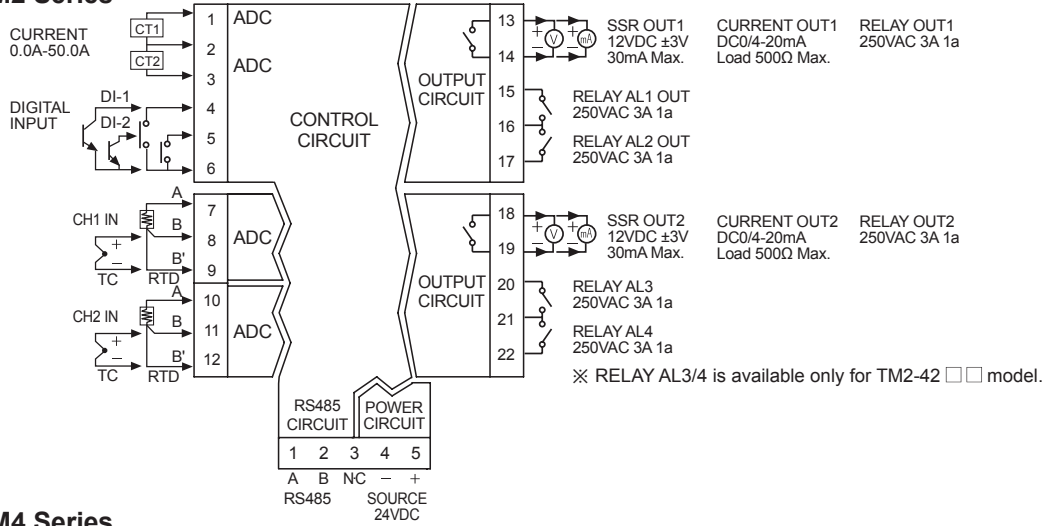 CURRENT
0.0A-50.0A
CT1
CT2
1
2
3
ADC
ADC
DIGITAL
INPUT
DI-1
DI-2
4
5
6
CONTROL
CIRCUIT
OUTPUT
CIRCUIT
13
14
15
16
17
+
−
V
+
−
mA
SSR OUT1
12VDC ±3V
30mA Max.
CURRENT OUT1
DC0/4-20mA
Load 500Ω Max.
RELAY OUT1
250VAC 3A 1a
RELAY AL1 OUT
250VAC 3A 1a
RELAY AL2 OUT
250VAC 3A 1a
CH1 IN
+
−
TC
A
B
B'
RTD
7
8
9
ADC
CH2 IN
+
−
TC
A
B
B'
RTD
10
11
12
ADC
OUTPUT
CIRCUIT
18
19
20
21
22
+
−
V
+
−
mA
SSR OUT2
12VDC ±3V
30mA Max.
CURRENT OUT2
DC0/4-20mA
Load 500Ω Max.
RELAY OUT2
250VAC 3A 1a
RELAY AL3
250VAC 3A 1a
RELAY AL4
250VAC 3A 1a
※ RELAY AL3/4 is available only for TM2-42 □□ model.
RS485
CIRCUIT
POWER
CIRCUIT
1 2 3 4 5
A B N·C − +
RS485
SOURCE
24VDC